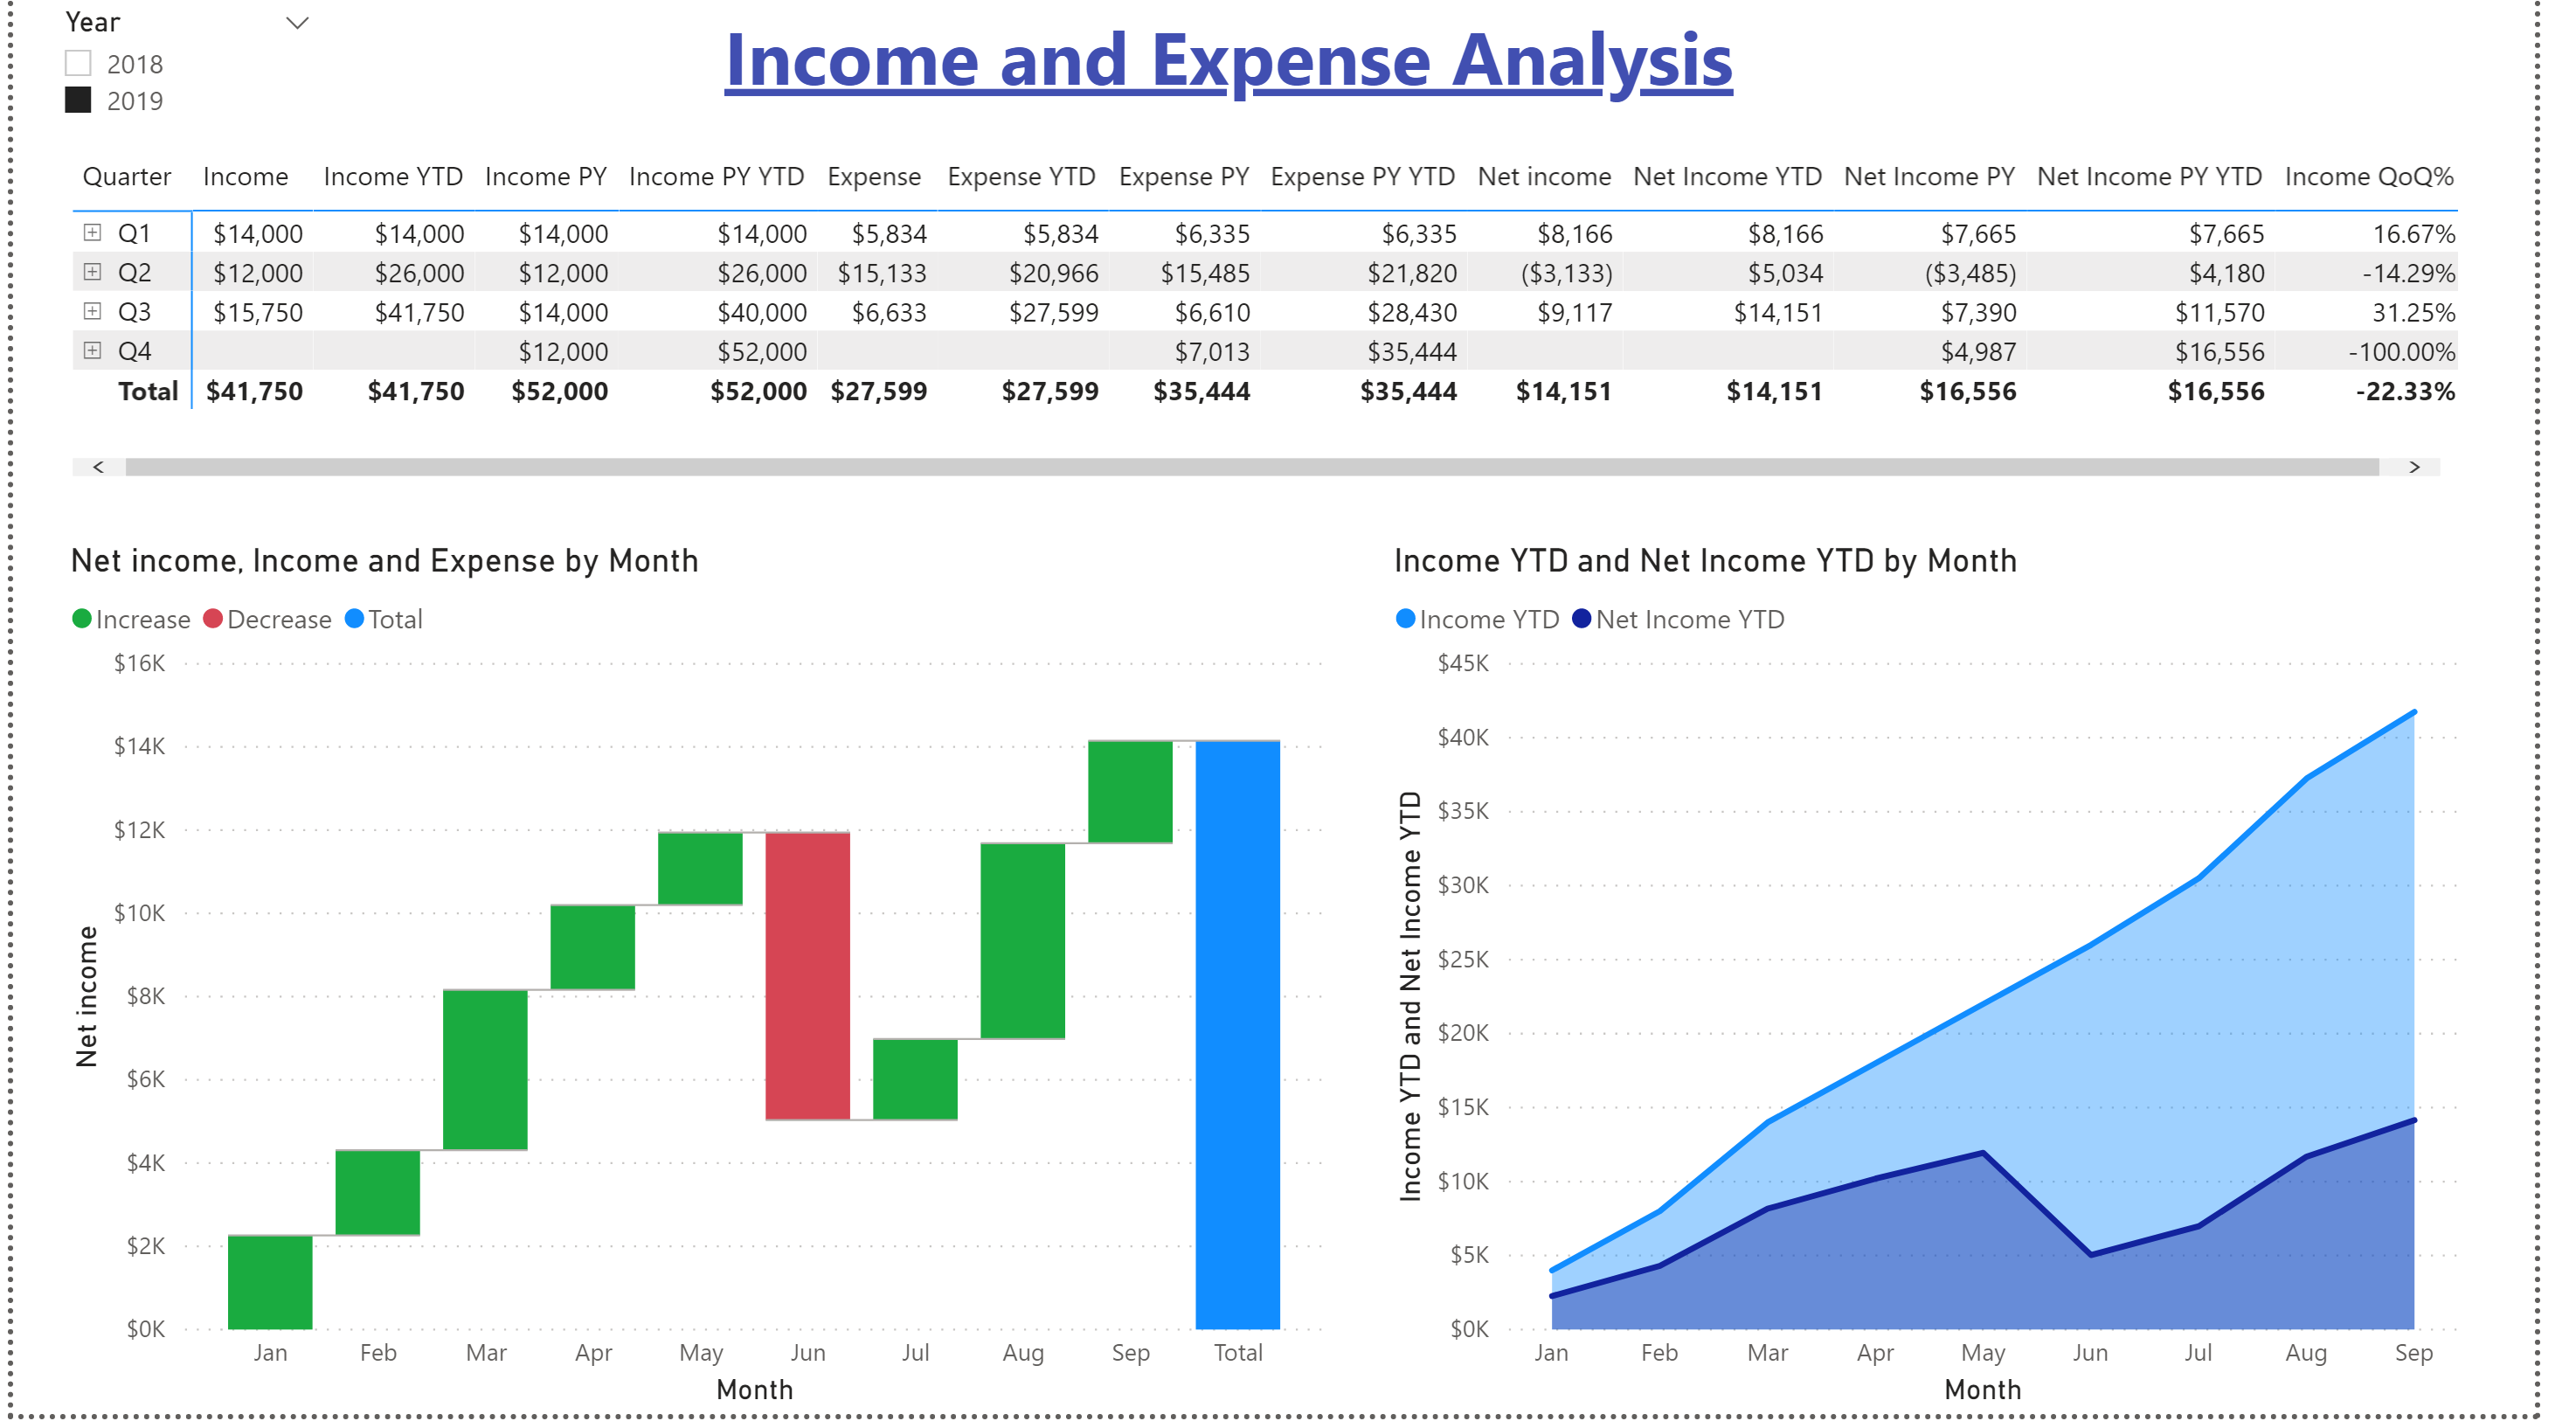 Year
2018
2019
Income and Expense Analysis
Quarter Income Income YTD Income PY Income PY YTD Expense Expense YTD Expense PY Expense PY YTD Net income Net Income YTD Net Income PY Net Income PY YTD Income QoQ%
Q1 $14,000 $14,000 $14,000 $14,000 $5,834 $5,834 $6,335 $6,335 $8,166 $8,166 $7,665 $7,665 16.67%
Q2 $12,000 $26,000 $12,000 $26,000 $15,133 $20,966 $15,485 $21,820 ($3,133) $5,034 ($3,485) $4,180 -14.29%
Q3 $15,750 $41,750 $14,000 $40,000 $6,633 $27,599 $6,610 $28,430 $9,117 $14,151 $7,390 $11,570 31.25%
Q4 $12,000 $52,000 $7,013 $35,444 $4,987 $16,556 -100.00%
Total $41,750 $41,750 $52,000 $52,000 $27,599 $27,599 $35,444 $35,444 $14,151 $14,151 $16,556 $16,556 -22.33%
Net income, Income and Expense by Month
Increase Decrease Total
$16K
$14K
$12K
$10K
$8K
$6K
$4K
$2K
$0K
Net income
Jan Feb Mar Apr May Jun Jul Aug Sep Total
Month
Income YTD and Net Income YTD by Month
Income YTD Net Income YTD
$45K
$40K
$35K
$30K
$25K
$20K
$15K
$10K
$5K
$0K
Income YTD and Net Income YTD
Jan Feb Mar Apr May Jun Jul Aug Sep
Month